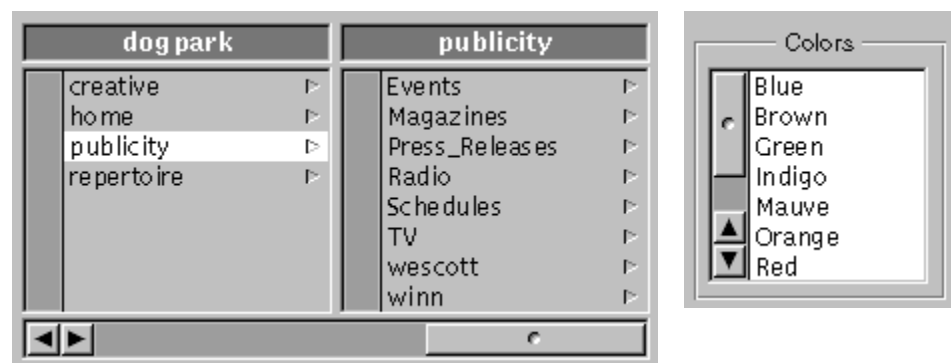 dog park
creative
home
publicity
repertoire
publicity
Events
Magazines
Press_Releases
Radio
Schedules
TV
wescott
winn
Colors
Blue
Brown
Green
Indigo
Mauve
Orange
Red